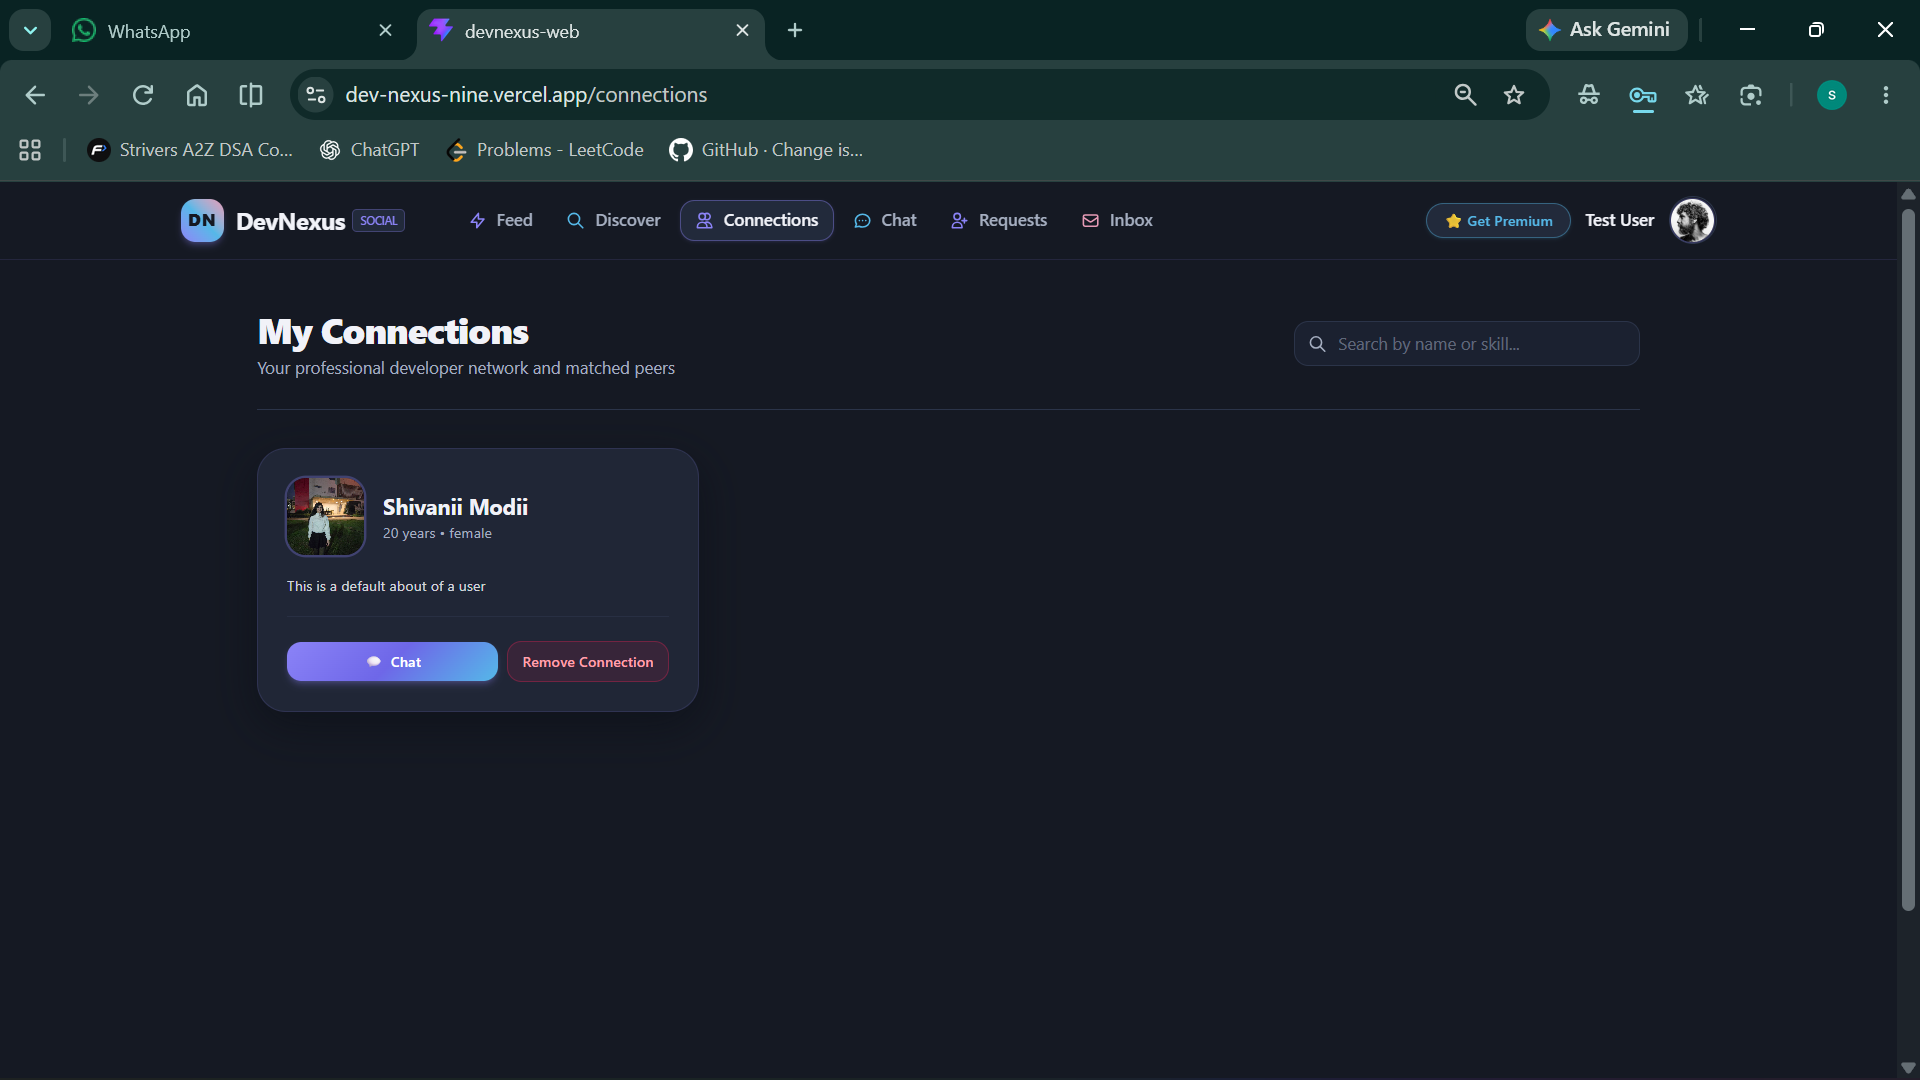 WhatsApp
devnexus-web
Ask Gemini
dev-nexus-nine.vercel.app/connections
s
Strivers A2Z DSA Co...
ChatGPT
Problems - LeetCode
GitHub · Change is...
DN
DevNexus
SOCIAL
Feed
Discover
Connections
Chat
Requests
Inbox
Get Premium
Test User
My Connections
Your professional developer network and matched peers
Search by name or skill...
Shivanii Modii
20 years • female
This is a default about of a user
Chat
Remove Connection